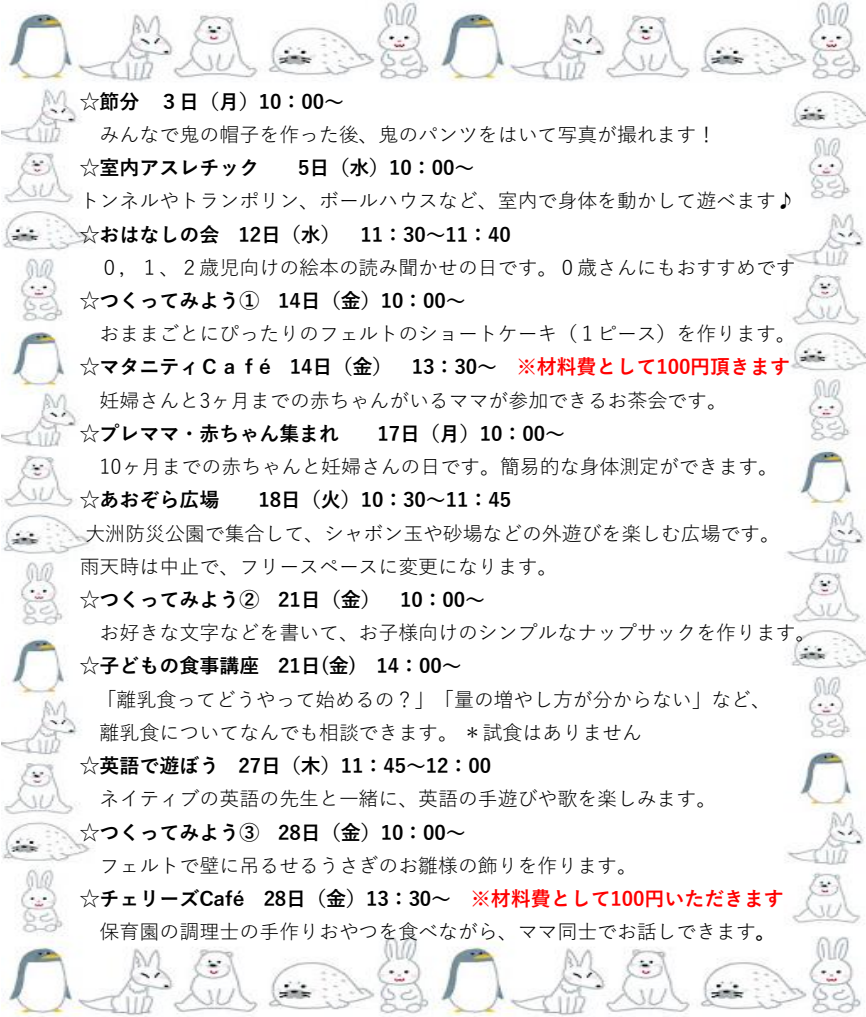 ☆節分　３日（月）10：00～
みんなで鬼の帽子を作った後、鬼のパンツをはいて写真が撮れます！
☆室内アスレチック　　5日（水）10：00～
トンネルやトランポリン、ボールハウスなど、室内で身体を動かして遊べます♪
☆おはなしの会　12日（水）　11：30～11：40
０，１、２歳児向けの絵本の読み聞かせの日です。０歳さんにもおすすめです
☆つくってみよう①　14日（金）10：00～
おままごとにぴったりのフェルトのショートケーキ（１ピース）を作ります。
☆マタニティＣａｆé　14日（金）　13：30～　※材料費として100円頂きます
妊婦さんと3ヶ月までの赤ちゃんがいるママが参加できるお茶会です。
☆プレママ・赤ちゃん集まれ　　17日（月）10：00～
10ヶ月までの赤ちゃんと妊婦さんの日です。簡易的な身体測定ができます。
☆あおぞら広場　　18日（火）10：30～11：45
大洲防災公園で集合して、シャボン玉や砂場などの外遊びを楽しむ広場です。
雨天時は中止で、フリースペースに変更になります。
☆つくってみよう②　21日（金）　10：00～
お好きな文字などを書いて、お子様向けのシンプルなナップサックを作ります。
☆子どもの食事講座　21日(金)　14：00～
「離乳食ってどうやって始めるの？」「量の増やし方が分からない」など、
離乳食についてなんでも相談できます。＊試食はありません
☆英語で遊ぼう　27日（木）11：45～12：00
ネイティブの英語の先生と一緒に、英語の手遊びや歌を楽しみます。
☆つくってみよう③　28日（金）10：00～
フェルトで壁に吊るせるうさぎのお雛様の飾りを作ります。
☆チェリーズCafé　28日（金）13：30～　※材料費として100円いただきます
保育園の調理士の手作りおやつを食べながら、ママ同士でお話しできます。